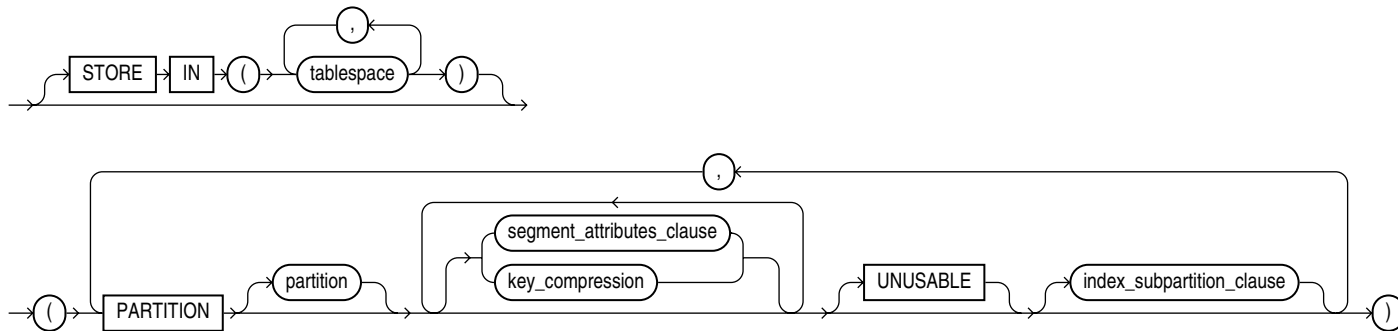 ,
STORE IN ( tablespace )
,
segment_attributes_clause
partition key_compression UNUSABLE index_subpartition_clause
( PARTITION )